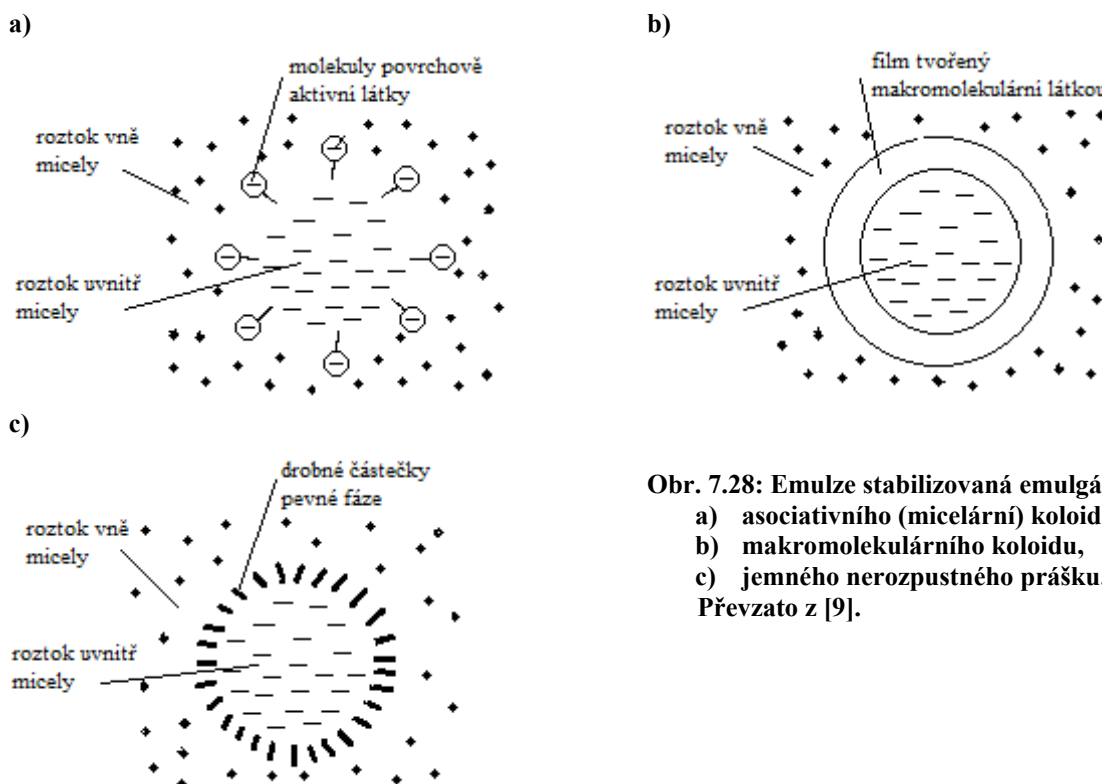 a)
molekuly povrchově
aktivní látky
roztok vně
micely
roztok uvnitř
micely
b)
film tvořený
makromolekulární látkou
roztok vně
micely
roztok uvnitř
micely
c)
drobné částečky
pevné fáze
roztok vně
micely
roztok uvnitř
micely
Obr. 7.28: Emulze stabilizovaná emulgá
a) asociativního (micelární) koloid
b) makromolekulárního koloidu,
c) jemného nerozpustného prášku.
Převzato z [9].